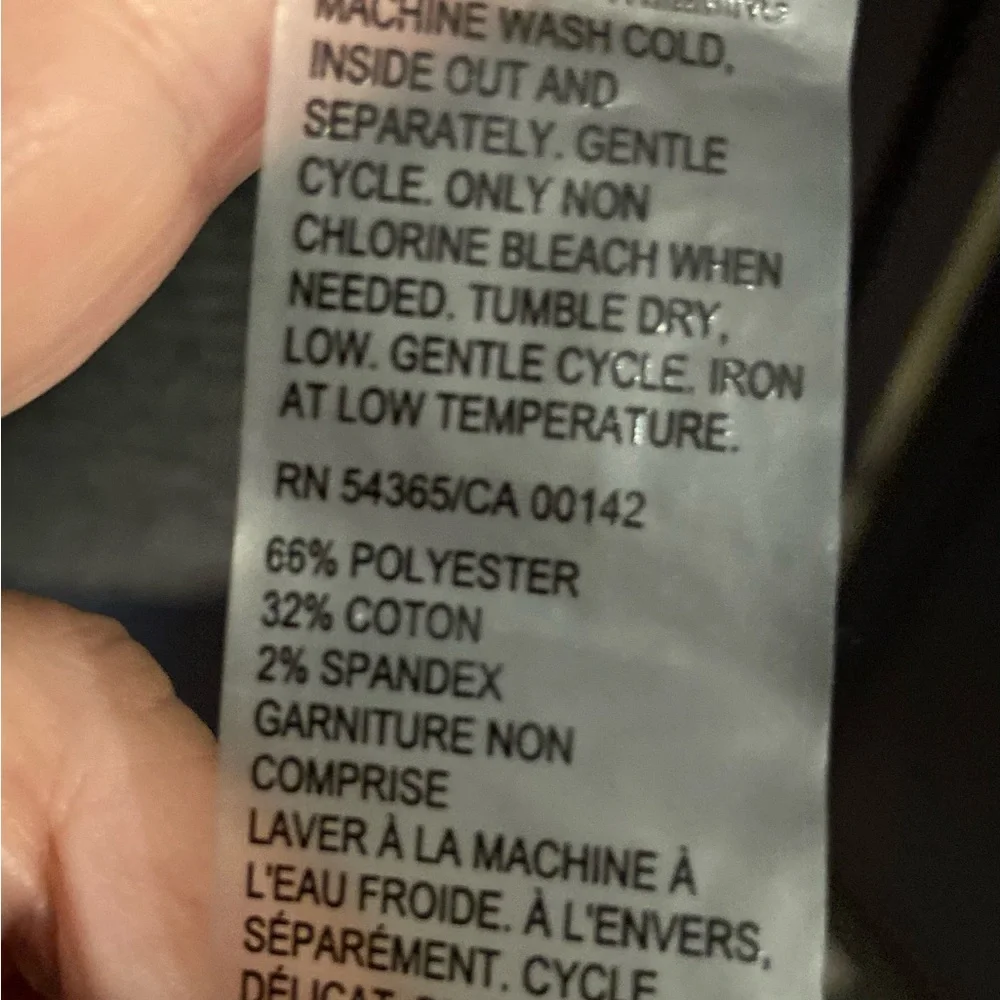 MACHINE WASH COLD,
INSIDE OUT AND
SEPARATELY. GENTLE
CYCLE. ONLY NON
CHLORINE BLEACH WHEN
NEEDED. TUMBLE DRY,
LOW. GENTLE CYCLE. IRON
AT LOW TEMPERATURE.
RN 54365/CA 00142
66% POLYESTER
32% COTON
2% SPANDEX
GARNITURE NON
COMPRISE
LAVER À LA MACHINE À
L'EAU FROIDE. À L'ENVERS,
SÉPARÉMENT. CYCLE
DÉLICAT.